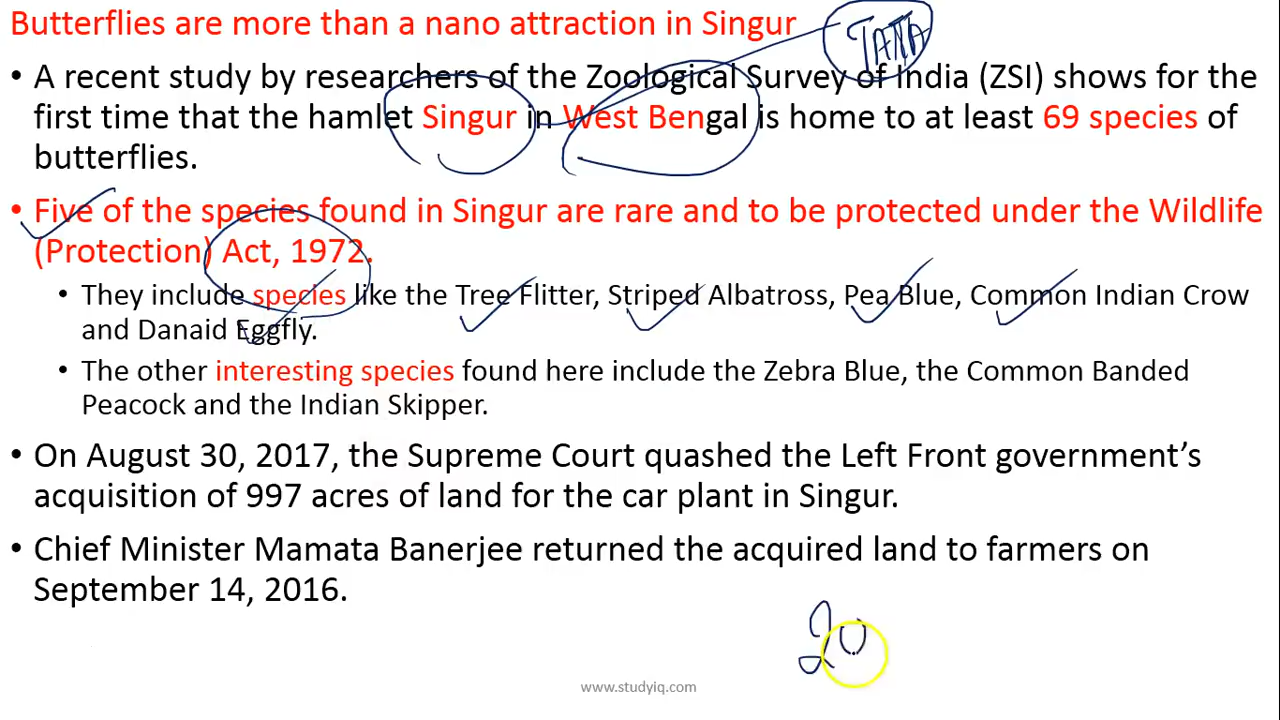 Butterflies are more than a nano attraction in Singur
TATA
• A recent study by researchers of the Zoological Survey of India (ZSI) shows for the
first time that the hamlet Singur in West Bengal is home to at least 69 species of
butterflies.
• Five of the species found in Singur are rare and to be protected under the Wildlife
(Protection) Act, 1972.
• They include species like the Tree Flitter, Striped Albatross, Pea Blue, Common Indian Crow
and Danaid Eggfly.
• The other interesting species found here include the Zebra Blue, the Common Banded
Peacock and the Indian Skipper.
• On August 30, 2017, the Supreme Court quashed the Left Front government’s
acquisition of 997 acres of land for the car plant in Singur.
• Chief Minister Mamata Banerjee returned the acquired land to farmers on
September 14, 2016.
20
www.studyiq.com